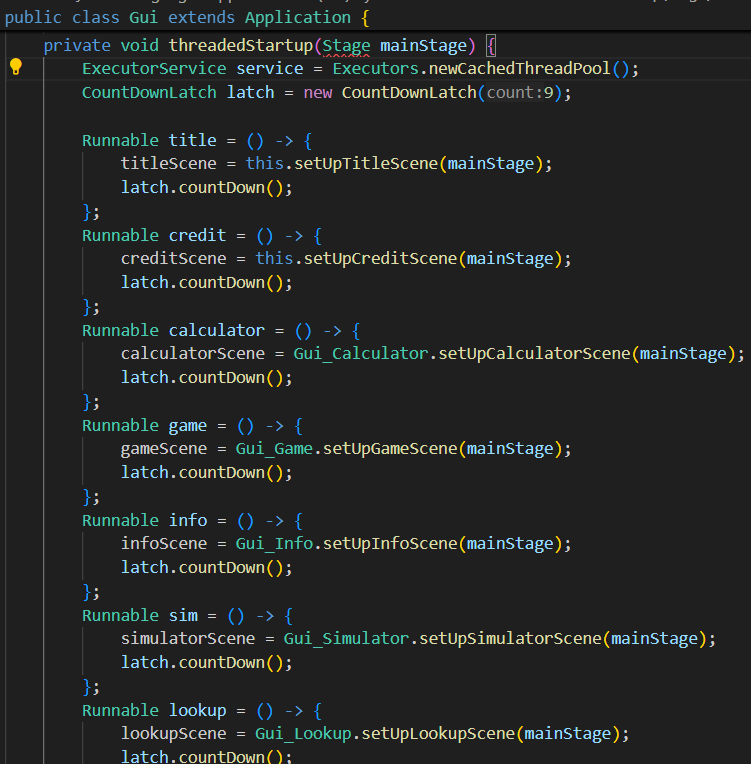 public class Gui extends Application {
private void threadedStartup(Stage mainStage) {
ExecutorService service = Executors.newCachedThreadPool();
CountDownLatch latch = new CountDownLatch(count:9);
Runnable title = () -> {
titleScene = this.setUpTitleScene(mainStage);
latch.countDown();
};
Runnable credit = () -> {
creditScene = this.setUpCreditScene(mainStage);
latch.countDown();
};
Runnable calculator = () -> {
calculatorScene = Gui_Calculator.setUpCalculatorScene(mainStage);
latch.countDown();
};
Runnable game = () -> {
gameScene = Gui_Game.setUpGameScene(mainStage);
latch.countDown();
};
Runnable info = () -> {
infoScene = Gui_Info.setUpInfoScene(mainStage);
latch.countDown();
};
Runnable sim = () -> {
simulatorScene = Gui_Simulator.setUpSimulatorScene(mainStage);
latch.countDown();
};
Runnable lookup = () -> {
lookupScene = Gui_Lookup.setUpLookupScene(mainStage);
latch.countDown();